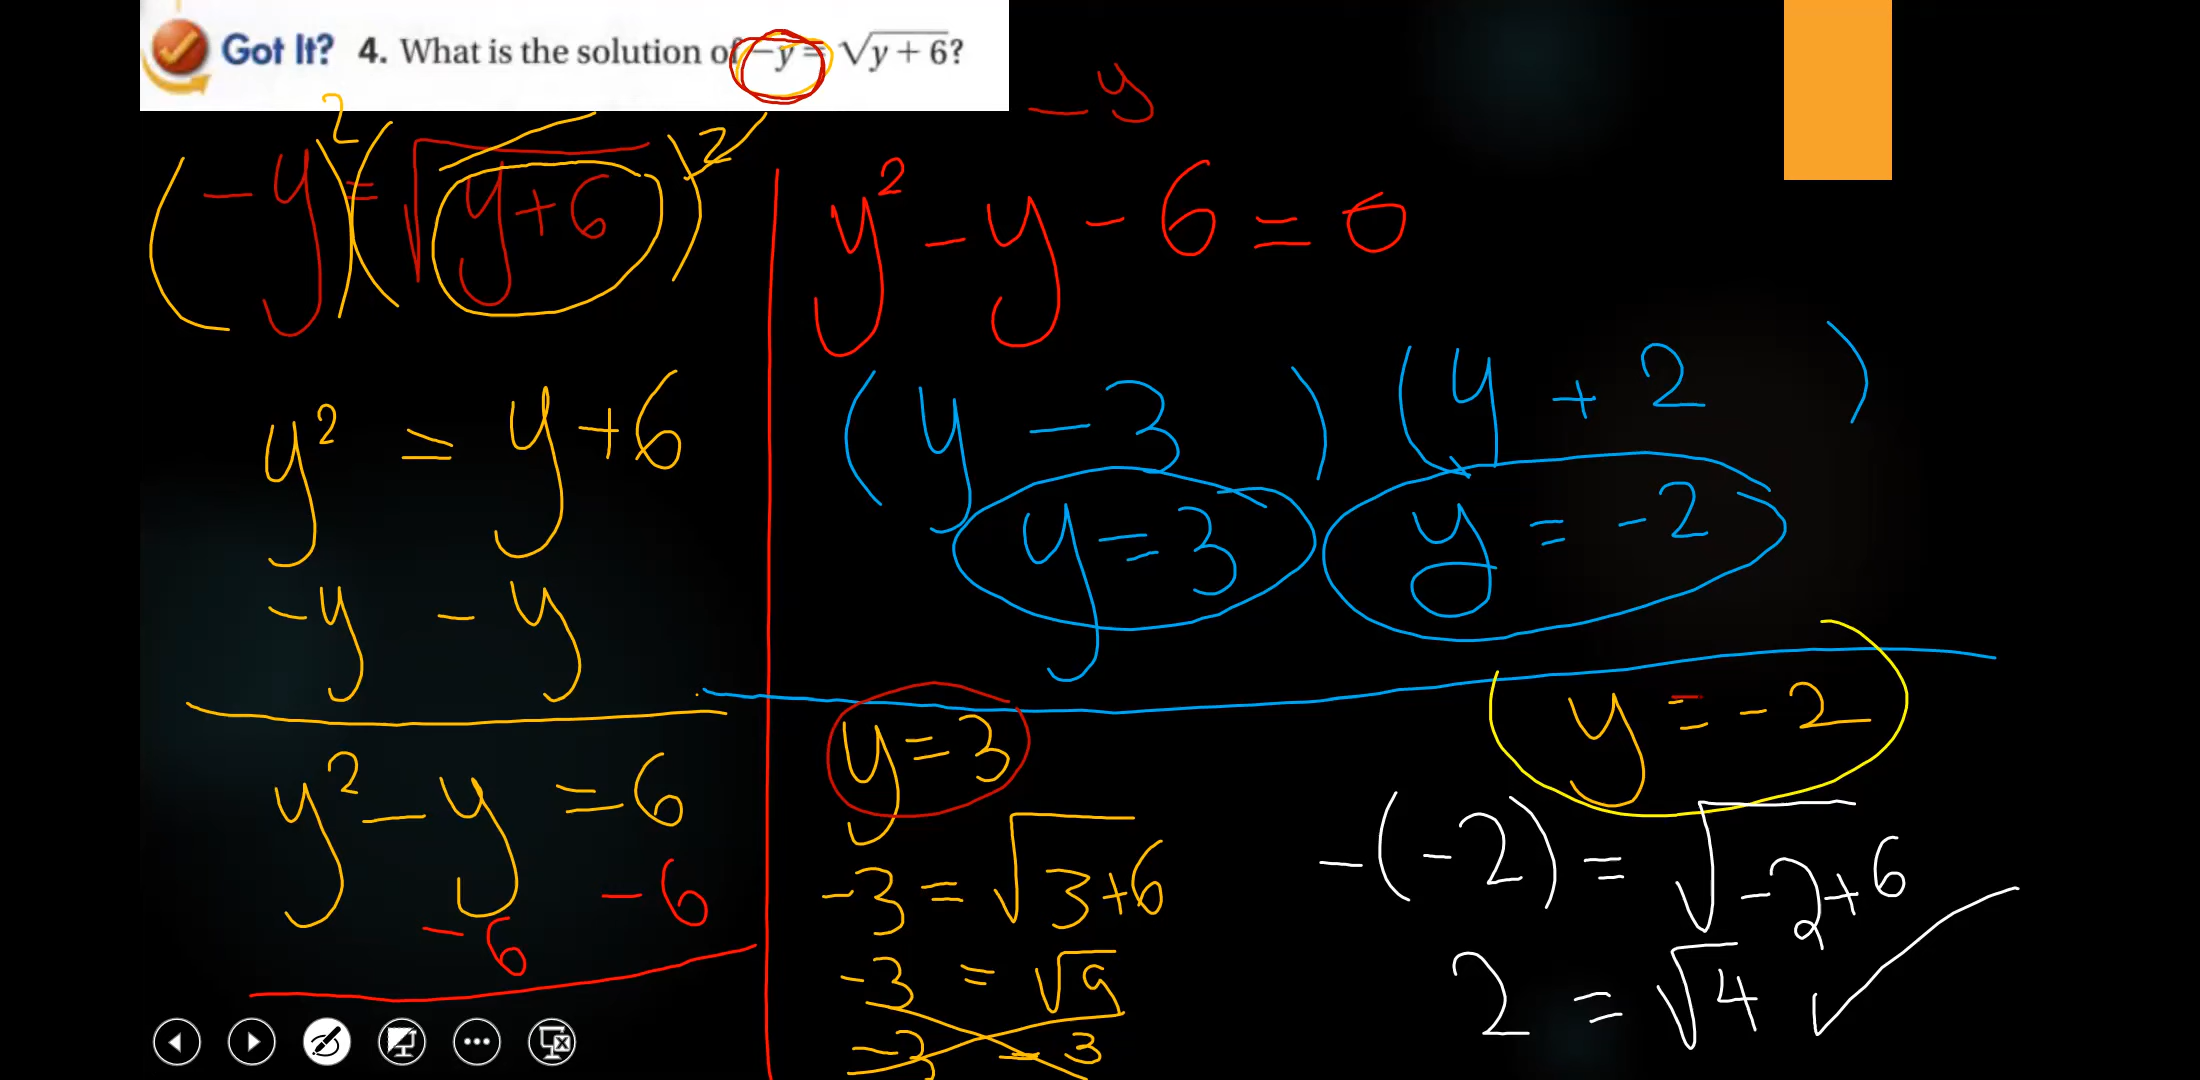 Got It? 4. What is the solution of −y = √y + 6?
− y
(−y)² = (√y+6)²
y² = y+6
−y −y
y² − y = 6
−6 −6
y² − y − 6 = 0
(y − 3) (y + 2)
y = 3
y = −2
y = 3
−3 = √3+6
−3 = √9
−3 = 3
y = −2
−(−2) = √−2+6
2 = √4 ✓